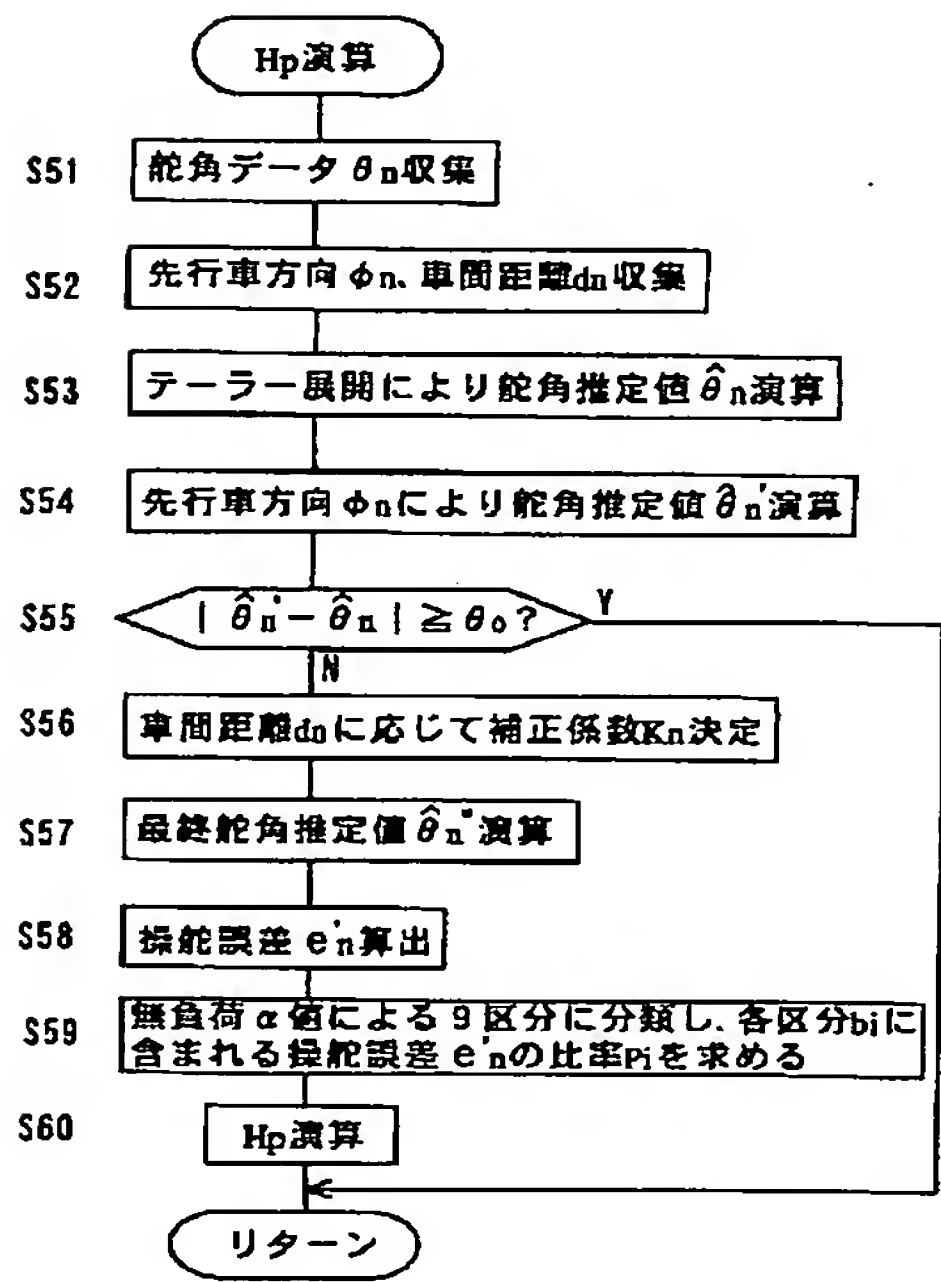 Hp演算
S51 舵角データθn収集
S52 先行車方向φn、車間距離dn収集
S53 テーラー展開により舵角推定値θ̂n演算
S54 先行車方向φnにより舵角推定値θ̂n'演算
S55 | θ̂n' - θ̂n | ≧ θo? Y
N
S56 車間距離dnに応じて補正係数Kn決定
S57 最終舵角推定値θ̂n"演算
S58 操舵誤差 e'n算出
S59 無負荷α値による9区分に分類し、各区分biに
含まれる操舵誤差 e'nの比率Piを求める
S60 Hp演算
リターン